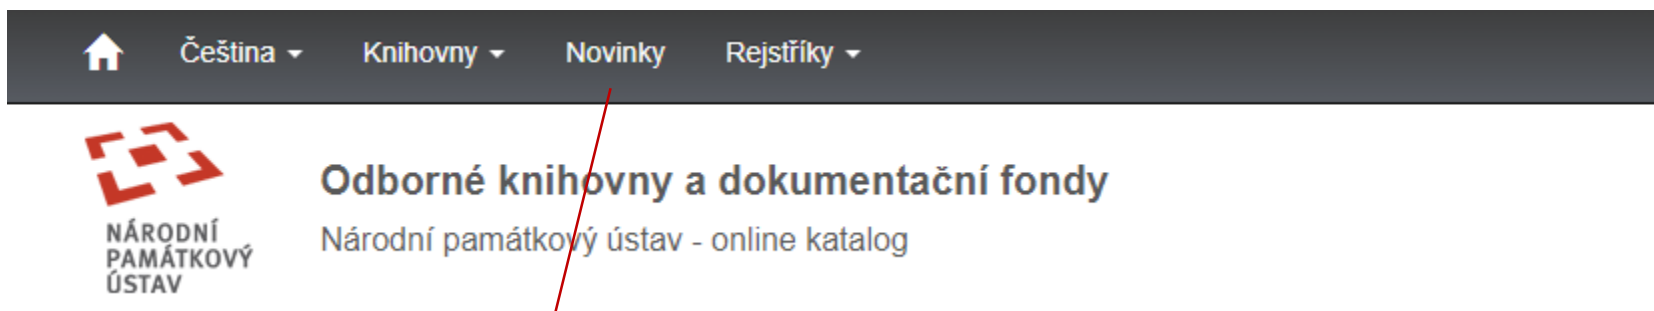 Čeština Knihovny Novinky Rejstříky
Odborné knihovny a dokumentační fondy
Národní památkový ústav - online katalog
NÁRODNÍ
PAMÁTKOVÝ
ÚSTAV